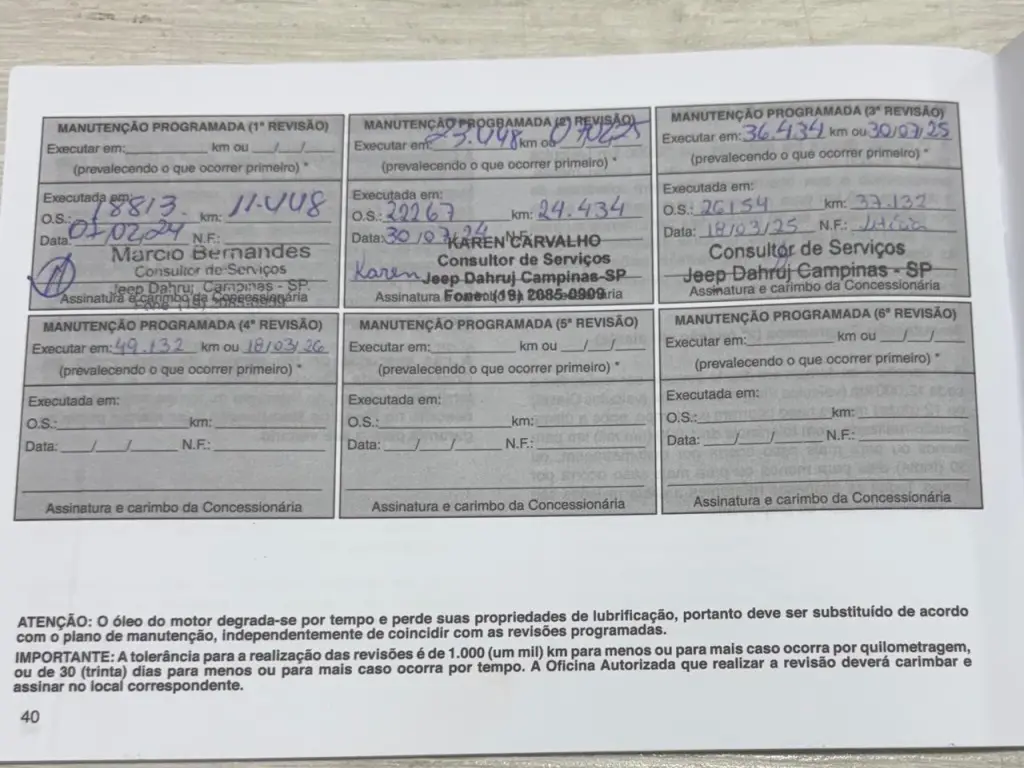 MANUTENÇÃO PROGRAMADA (1ª REVISÃO)
Executar em: km ou / /
(prevalecendo o que ocorrer primeiro) *
Executada em:
O.S.: 18813. km: 11.448
Data: 07/02/24 N.F.:
Marcio Bernandes
Consultor de Serviços
Jeep Dahruj Campinas - SP.
Assinatura e carimbo da Concessionária
MANUTENÇÃO PROGRAMADA (2ª REVISÃO)
Executar em: 23.448 km ou
(prevalecendo o que ocorrer primeiro) *
Executada em:
O.S.: 22267 km: 24.434
Data: 30/07/24 N.F.:
KAREN CARVALHO
Consultor de Serviços
Karen Jeep Dahruj Campinas-SP
Assinatura Fone: (19) 2085-0909
MANUTENÇÃO PROGRAMADA (3ª REVISÃO)
Executar em: 36.434 km ou 30/07/25
(prevalecendo o que ocorrer primeiro) *
Executada em:
O.S.: 26154 km: 37.132
Data: 18/03/25 N.F.:
Consultor de Serviços
Jeep Dahruj Campinas - SP
Assinatura e carimbo da Concessionária
MANUTENÇÃO PROGRAMADA (4ª REVISÃO)
Executar em: 49.132 km ou 18/03/26
(prevalecendo o que ocorrer primeiro) *
Executada em:
O.S.: km:
Data: / / N.F.:
Assinatura e carimbo da Concessionária
MANUTENÇÃO PROGRAMADA (5ª REVISÃO)
Executar em: km ou / /
(prevalecendo o que ocorrer primeiro) *
Executada em:
O.S.: km:
Data: / / N.F.:
Assinatura e carimbo da Concessionária
MANUTENÇÃO PROGRAMADA (6ª REVISÃO)
Executar em: km ou / /
(prevalecendo o que ocorrer primeiro) *
Executada em:
O.S.: km:
Data: / / N.F.:
Assinatura e carimbo da Concessionária
ATENÇÃO: O óleo do motor degrada-se por tempo e perde suas propriedades de lubrificação, portanto deve ser substituído de acordo
com o plano de manutenção, independentemente de coincidir com as revisões programadas.
IMPORTANTE: A tolerância para a realização das revisões é de 1.000 (um mil) km para menos ou para mais caso ocorra por quilometragem,
ou de 30 (trinta) dias para menos ou para mais caso ocorra por tempo. A Oficina Autorizada que realizar a revisão deverá carimbar e
assinar no local correspondente.
40